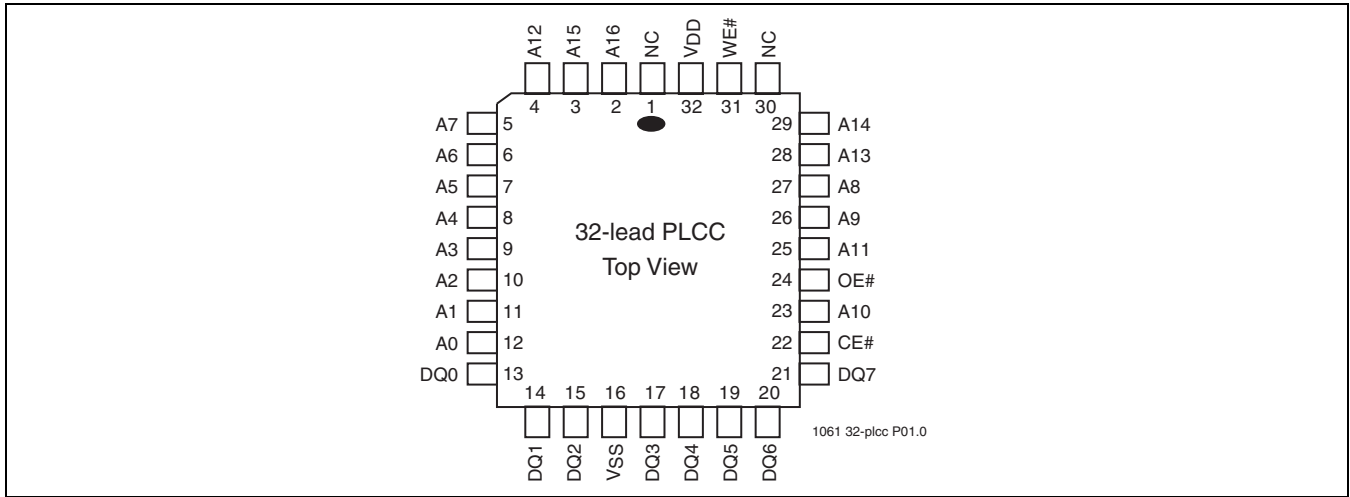 A12 A15 A16 NC VDD WE# NC
4 3 2 1 32 31 30
A7 5 29 A14
A6 6 28 A13
A5 7 27 A8
A4 8 26 A9
32-lead PLCC
A3 9 25 A11
Top View
A2 10 24 OE#
A1 11 23 A10
A0 12 22 CE#
DQ0 13 21 DQ7
14 15 16 17 18 19 20
DQ1 DQ2 VSS DQ3 DQ4 DQ5 DQ6
1061 32-plcc P01.0